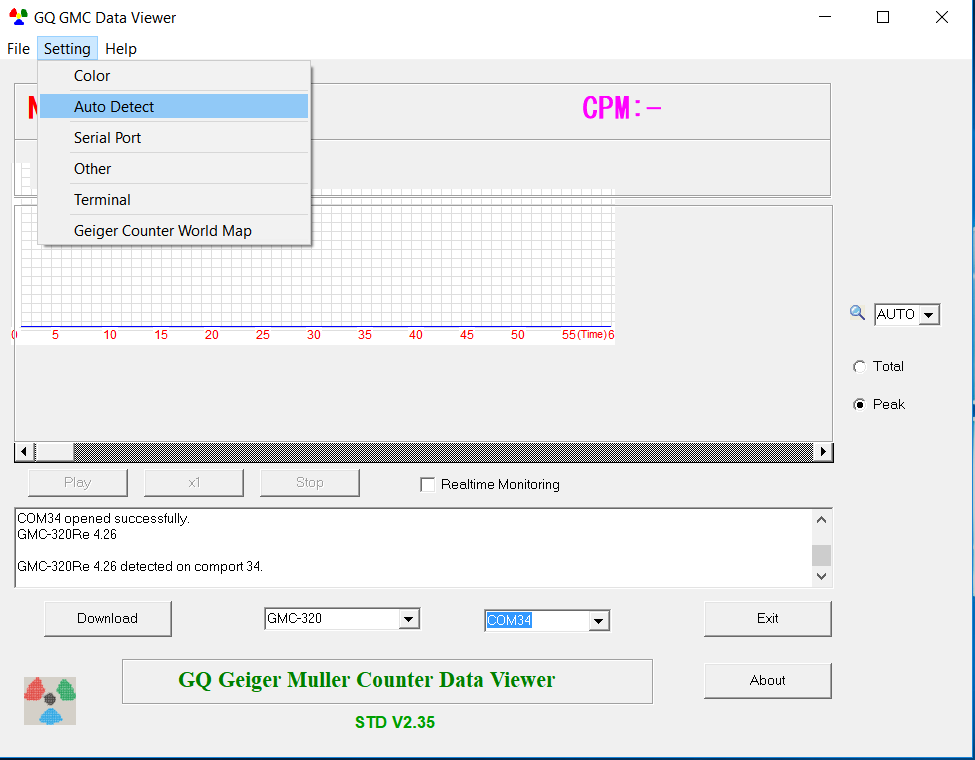 GQ GMC Data Viewer
File Setting Help
Color
Auto Detect
Serial Port
Other
Terminal
Geiger Counter World Map
CPM:-
0 5 10 15 20 25 30 35 40 45 50 55(Time)6
AUTO
Total
Peak
Play x1 Stop Realtime Monitoring
COM34 opened successfully.
GMC-320Re 4.26
GMC-320Re 4.26 detected on comport 34.
Download GMC-320 COM34 Exit
GQ Geiger Muller Counter Data Viewer
About
STD V2.35